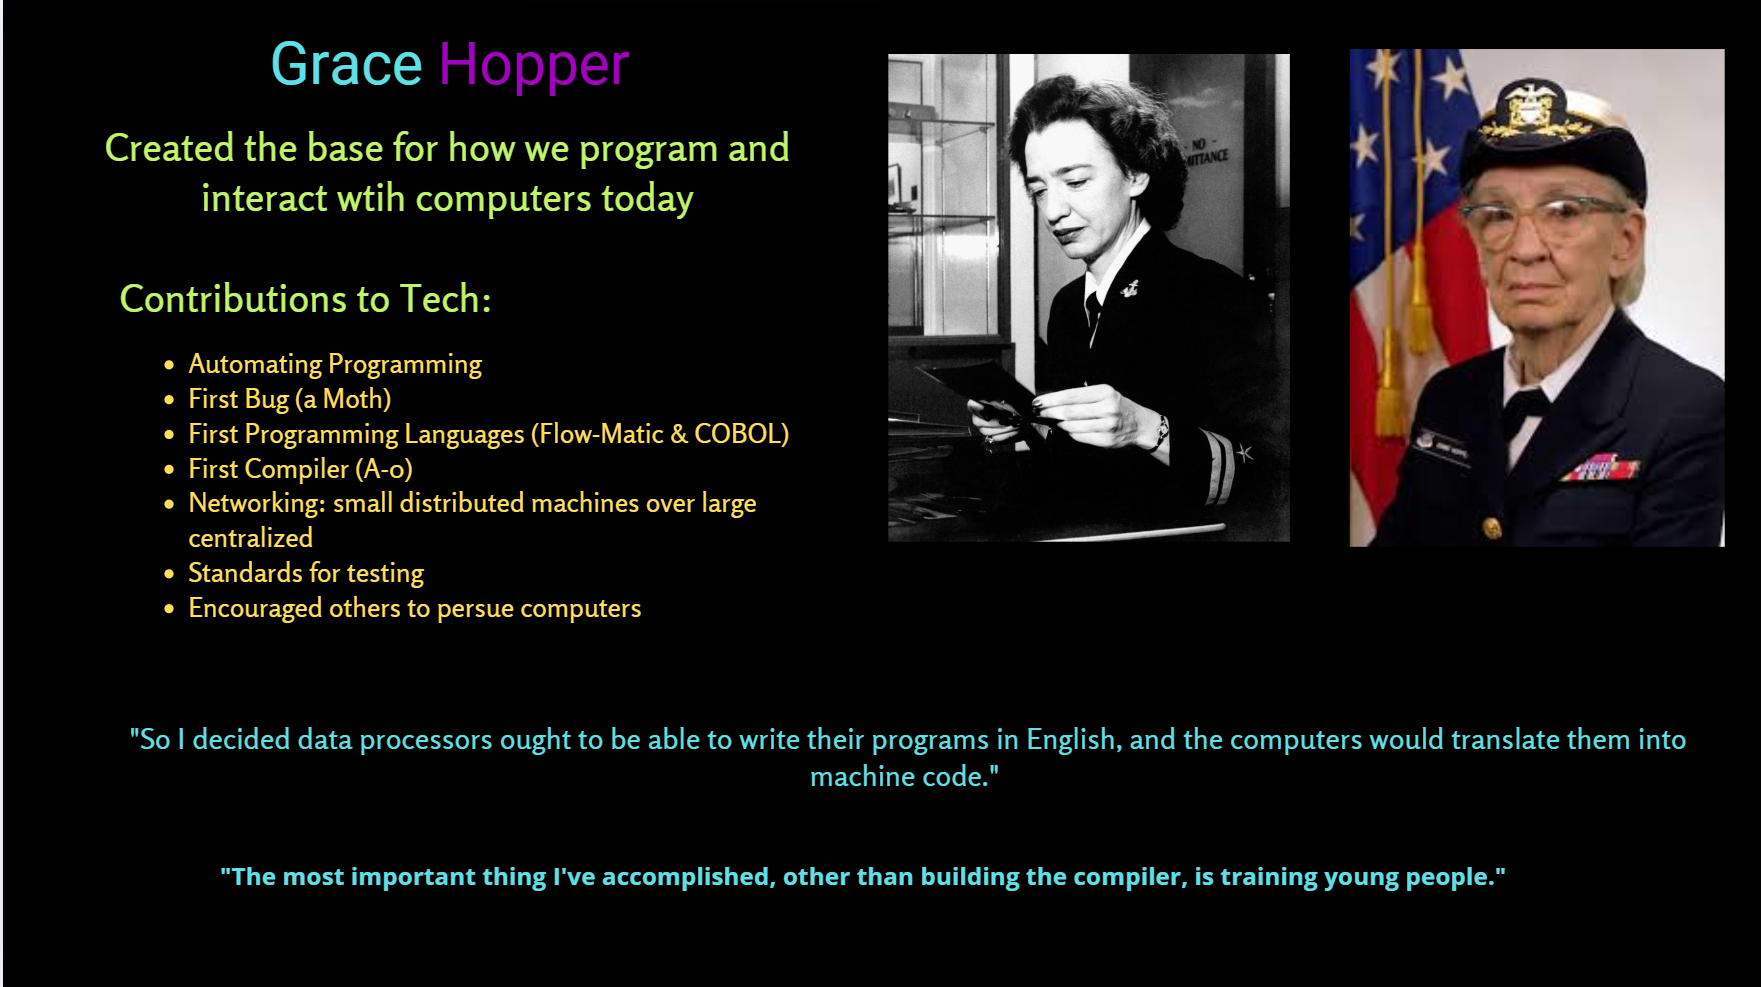 Grace Hopper
Created the base for how we program and
interact wtih computers today
Contributions to Tech:
• Automating Programming
• First Bug (a Moth)
• First Programming Languages (Flow-Matic & COBOL)
• First Compiler (A-0)
• Networking: small distributed machines over large
centralized
• Standards for testing
• Encouraged others to persue computers
- NO -
ITTANCE
"So I decided data processors ought to be able to write their programs in English, and the computers would translate them into
machine code."
"The most important thing I've accomplished, other than building the compiler, is training young people."